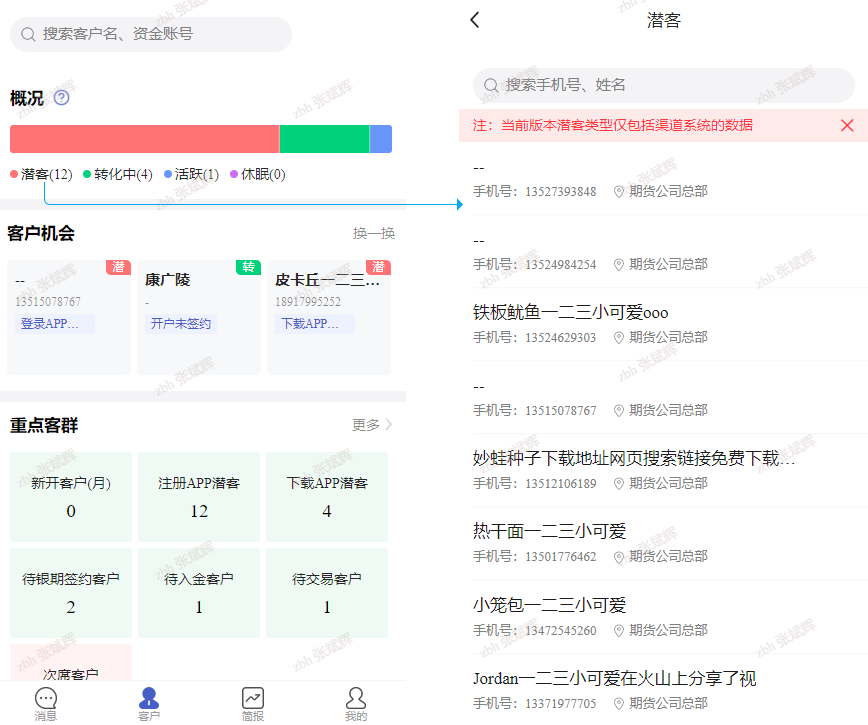 搜索客户名、资金账号
概况
潜客(12) 转化中(4) 活跃(1) 休眠(0)
客户机会
换一换
潜
--
13515078767
登录APP...
转
康广陵
-
开户未签约
潜
皮卡丘一二三...
18917995252
下载APP...
重点客群
更多
新开客户(月)
0
注册APP潜客
12
下载APP潜客
4
待银期签约客户
2
待入金客户
1
待交易客户
1
次席客户
消息
客户
简报
我的
潜客
搜索手机号、姓名
注：当前版本潜客类型仅包括渠道系统的数据
--
手机号：13527393848 期货公司总部
--
手机号：13524984254 期货公司总部
铁板鱿鱼一二三小可爱ooo
手机号：13524629303 期货公司总部
--
手机号：13515078767 期货公司总部
妙蛙种子下载地址网页搜索链接免费下载...
手机号：13512106189 期货公司总部
热干面一二三小可爱
手机号：13501776462 期货公司总部
小笼包一二三小可爱
手机号：13472545260 期货公司总部
Jordan一二三小可爱在火山上分享了视
手机号：13371977705 期货公司总部
zhh 张斌辉